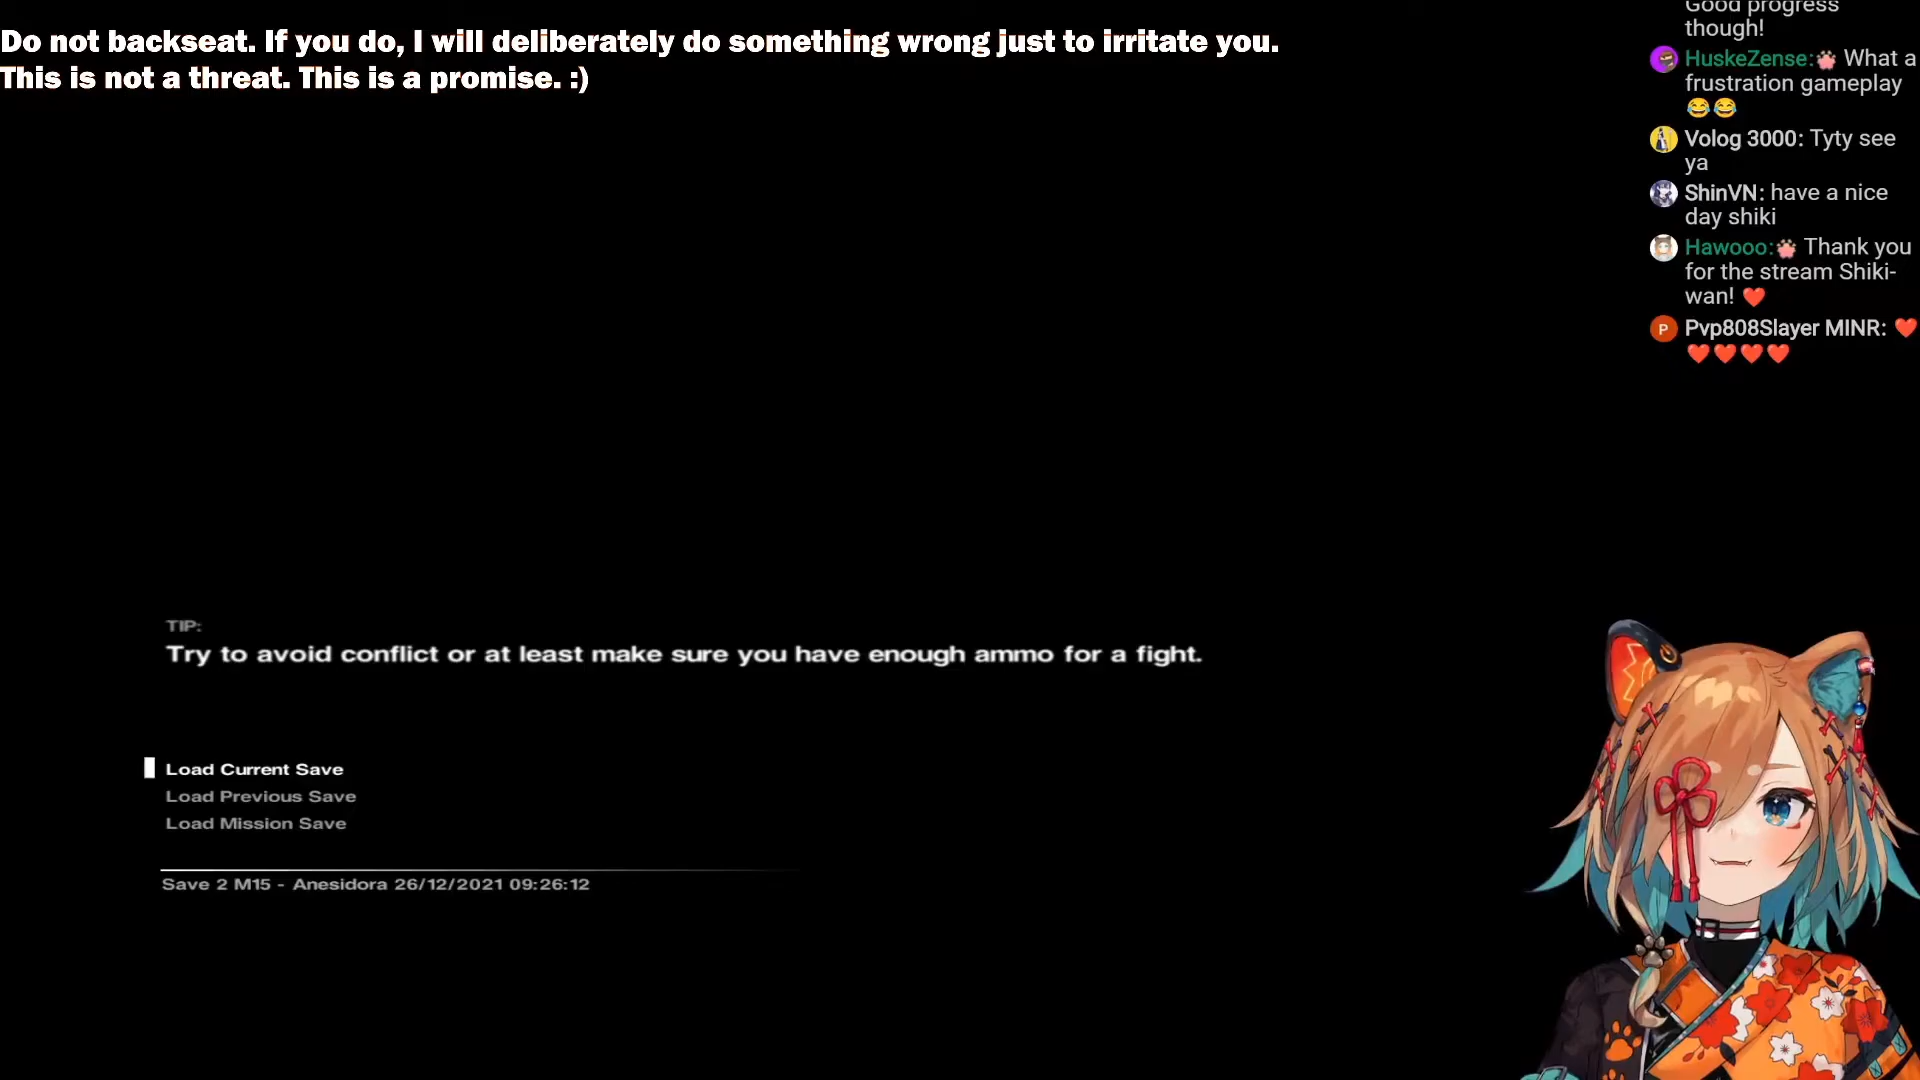 Do not backseat. If you do, I will deliberately do something wrong just to irritate you.
This is not a threat. This is a promise. :)
Good progress
though!
HuskeZense: What a
frustration gameplay
😂😂
Volog 3000: Tyty see
ya
ShinVN: have a nice
day shiki
Hawooo: Thank you
for the stream Shiki-
wan! ❤️
P Pvp808Slayer MINR: ❤️
❤️❤️❤️❤️
TIP:
Try to avoid conflict or at least make sure you have enough ammo for a fight.
Load Current Save
Load Previous Save
Load Mission Save
Save 2 M15 - Anesidora 26/12/2021 09:26:12